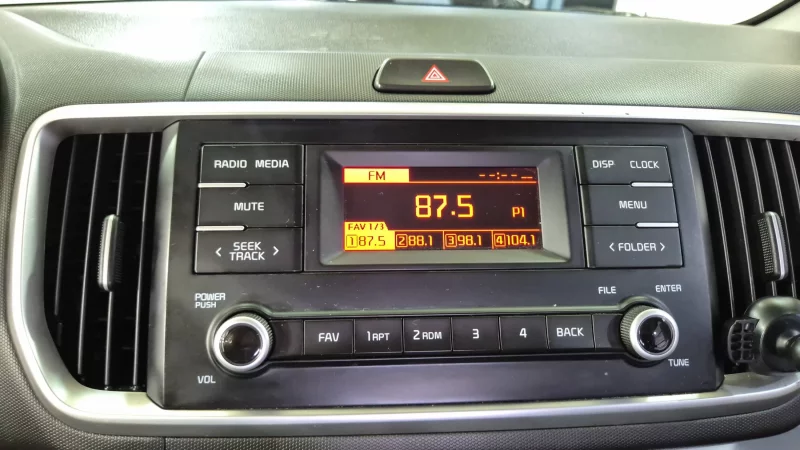 RADIO MEDIA
MUTE
< SEEK >
TRACK
FM --:-- --
87.5 P1
FAV 1/3
1 87.5 2 88.1 3 98.1 4 104.1
DISP CLOCK
MENU
< FOLDER >
POWER
PUSH
VOL
FAV 1 RPT 2 RDM 3 4 BACK
FILE ENTER
TUNE